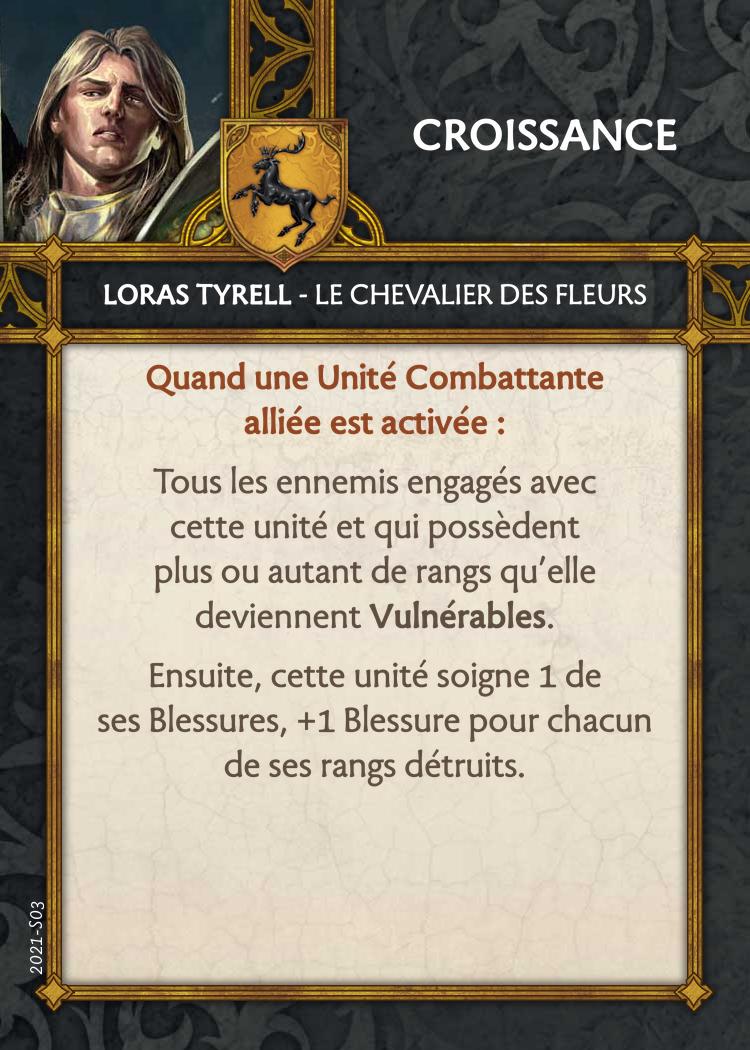 CROISSANCE
LORAS TYRELL - LE CHEVALIER DES FLEURS
Quand une Unité Combattante
alliée est activée :
Tous les ennemis engagés avec
cette unité et qui possèdent
plus ou autant de rangs qu'elle
deviennent Vulnérables.
Ensuite, cette unité soigne 1 de
ses Blessures, +1 Blessure pour chacun
de ses rangs détruits.
2021-S03